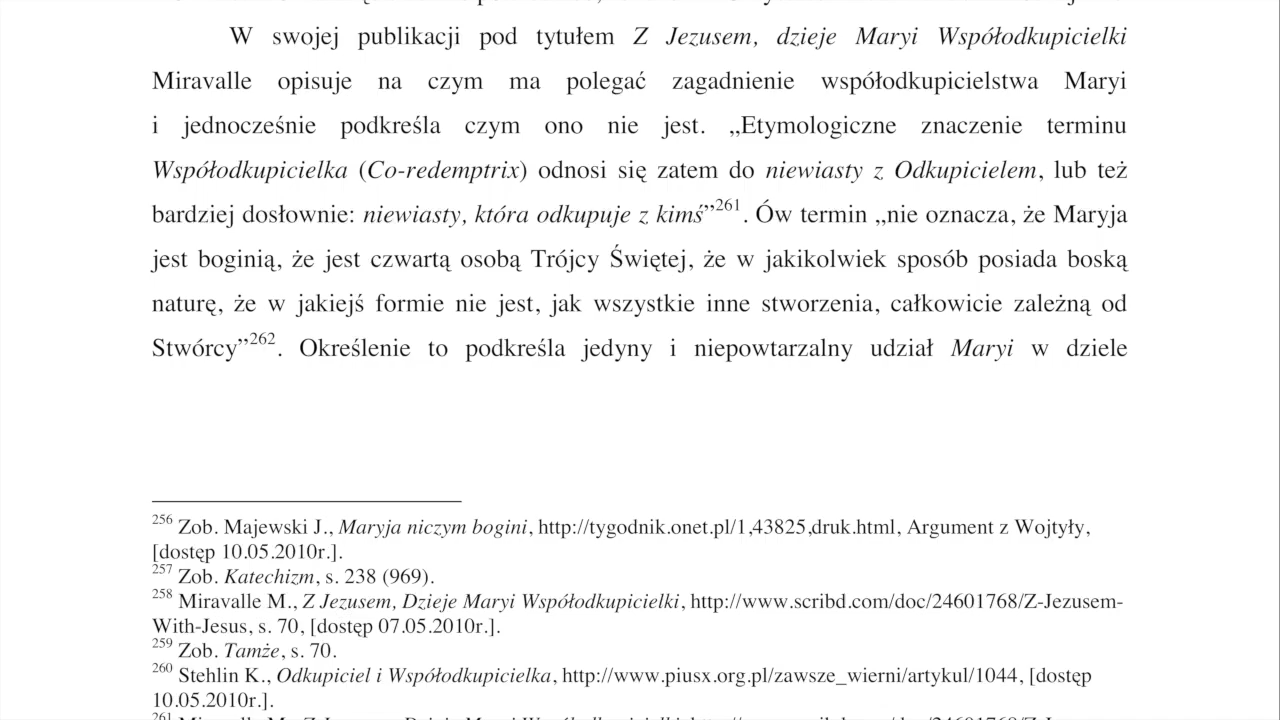 W swojej publikacji pod tytułem Z Jezusem, dzieje Maryi Współodkupicielki
Miravalle opisuje na czym ma polegać zagadnienie współodkupicielstwa Maryi
i jednocześnie podkreśla czym ono nie jest. „Etymologiczne znaczenie terminu
Współodkupicielka (Co-redemptrix) odnosi się zatem do niewiasty z Odkupicielem, lub też
bardziej dosłownie: niewiasty, która odkupuje z kimś”261. Ów termin „nie oznacza, że Maryja
jest boginią, że jest czwartą osobą Trójcy Świętej, że w jakikolwiek sposób posiada boską
naturę, że w jakiejś formie nie jest, jak wszystkie inne stworzenia, całkowicie zależną od
Stwórcy”262. Określenie to podkreśla jedyny i niepowtarzalny udział Maryi w dziele
256 Zob. Majewski J., Maryja niczym bogini, http://tygodnik.onet.pl/1,43825,druk.html, Argument z Wojtyły,
[dostęp 10.05.2010r.].
257 Zob. Katechizm, s. 238 (969).
258 Miravalle M., Z Jezusem, Dzieje Maryi Współodkupicielki, http://www.scribd.com/doc/24601768/Z-Jezusem-
With-Jesus, s. 70, [dostęp 07.05.2010r.].
259 Zob. Tamże, s. 70.
260 Stehlin K., Odkupiciel i Współodkupicielka, http://www.piusx.org.pl/zawsze_wierni/artykul/1044, [dostęp
10.05.2010r.].